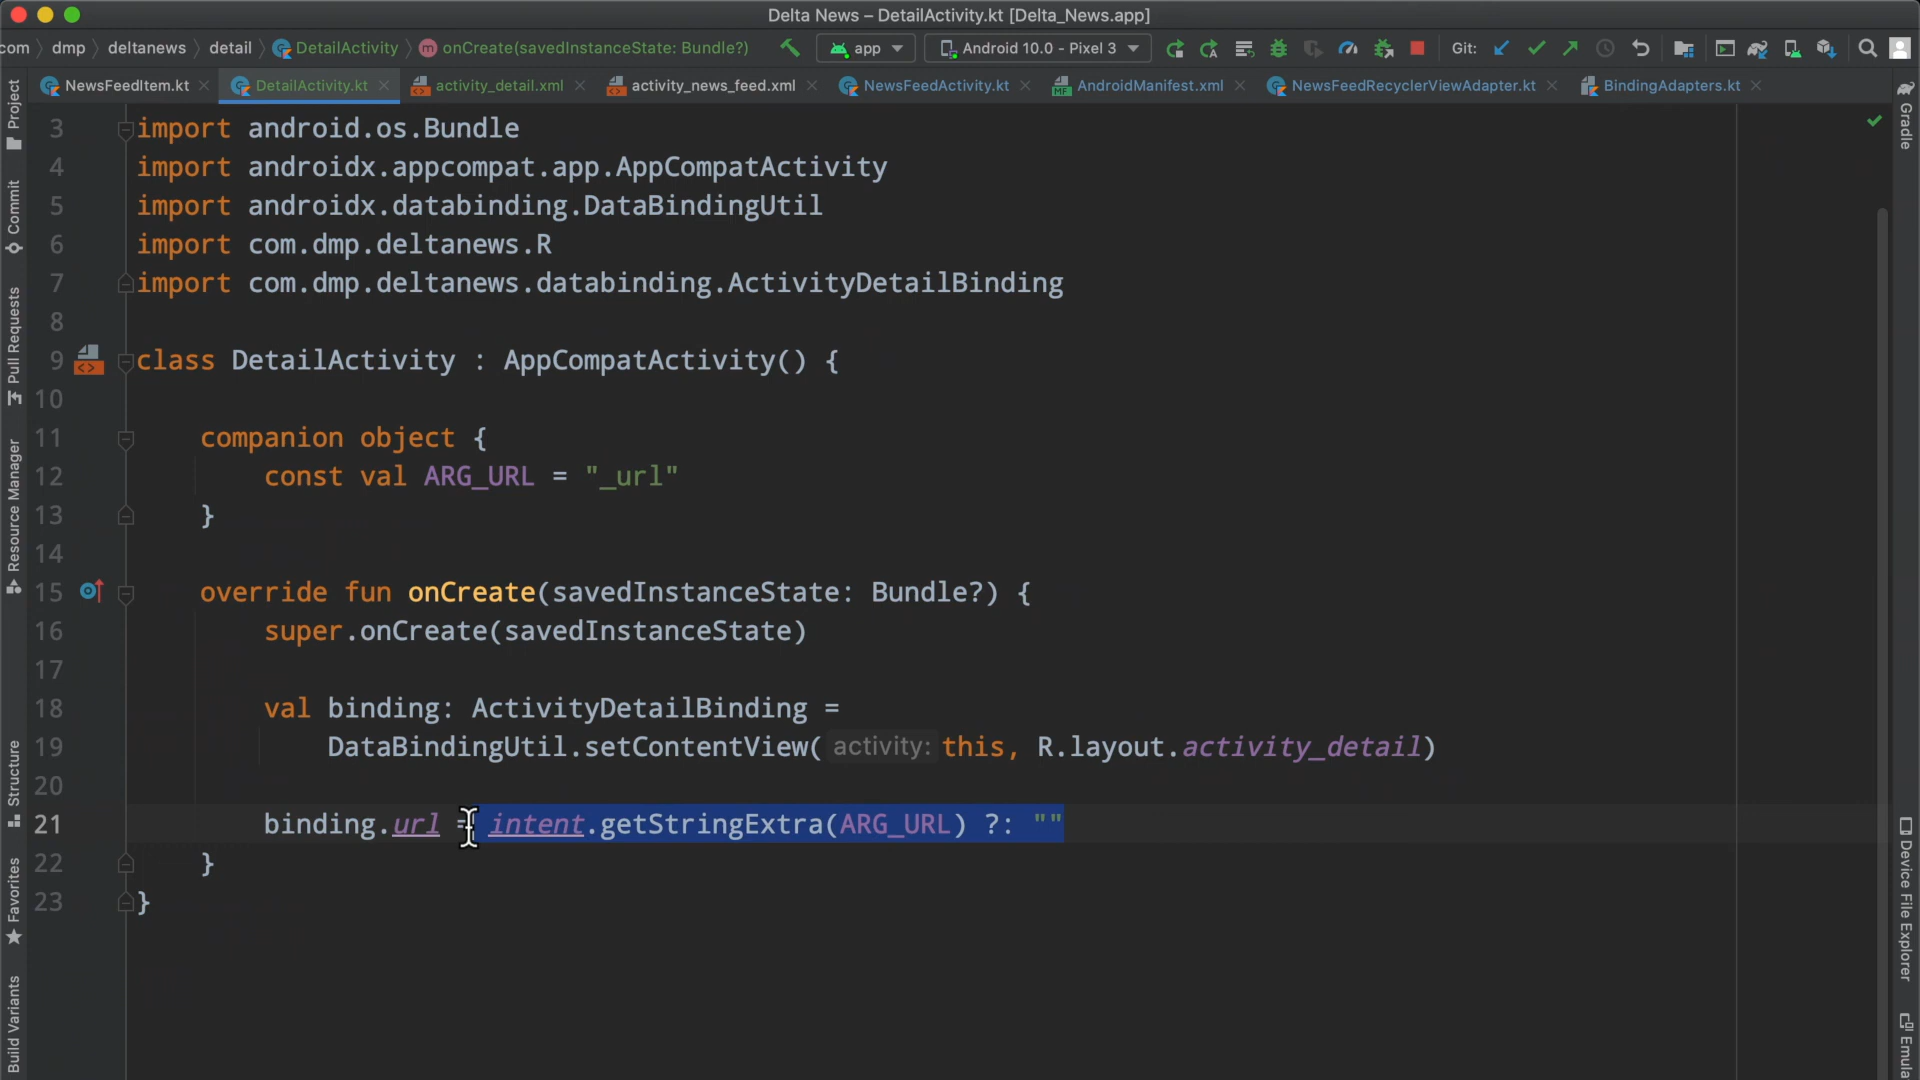 Delta News – DetailActivity.kt [Delta_News.app]
com dmp deltanews detail DetailActivity onCreate(savedInstanceState: Bundle?) app Android 10.0 - Pixel 3 Git:
NewsFeedItem.kt DetailActivity.kt activity_detail.xml activity_news_feed.xml NewsFeedActivity.kt AndroidManifest.xml NewsFeedRecyclerViewAdapter.kt BindingAdapters.kt
Project
Commit
Pull Requests
Resource Manager
Structure
Favorites
Build Variants
3 import android.os.Bundle
4 import androidx.appcompat.app.AppCompatActivity
5 import androidx.databinding.DataBindingUtil
6 import com.dmp.deltanews.R
7 import com.dmp.deltanews.databinding.ActivityDetailBinding
8
9 class DetailActivity : AppCompatActivity() {
10
11 companion object {
12 const val ARG_URL = "_url"
13 }
14
15 override fun onCreate(savedInstanceState: Bundle?) {
16 super.onCreate(savedInstanceState)
17
18 val binding: ActivityDetailBinding =
19 DataBindingUtil.setContentView( activity: this, R.layout.activity_detail)
20
21 binding.url = intent.getStringExtra(ARG_URL) ?: ""
22 }
23 }
Gradle
Device File Explorer
Emula